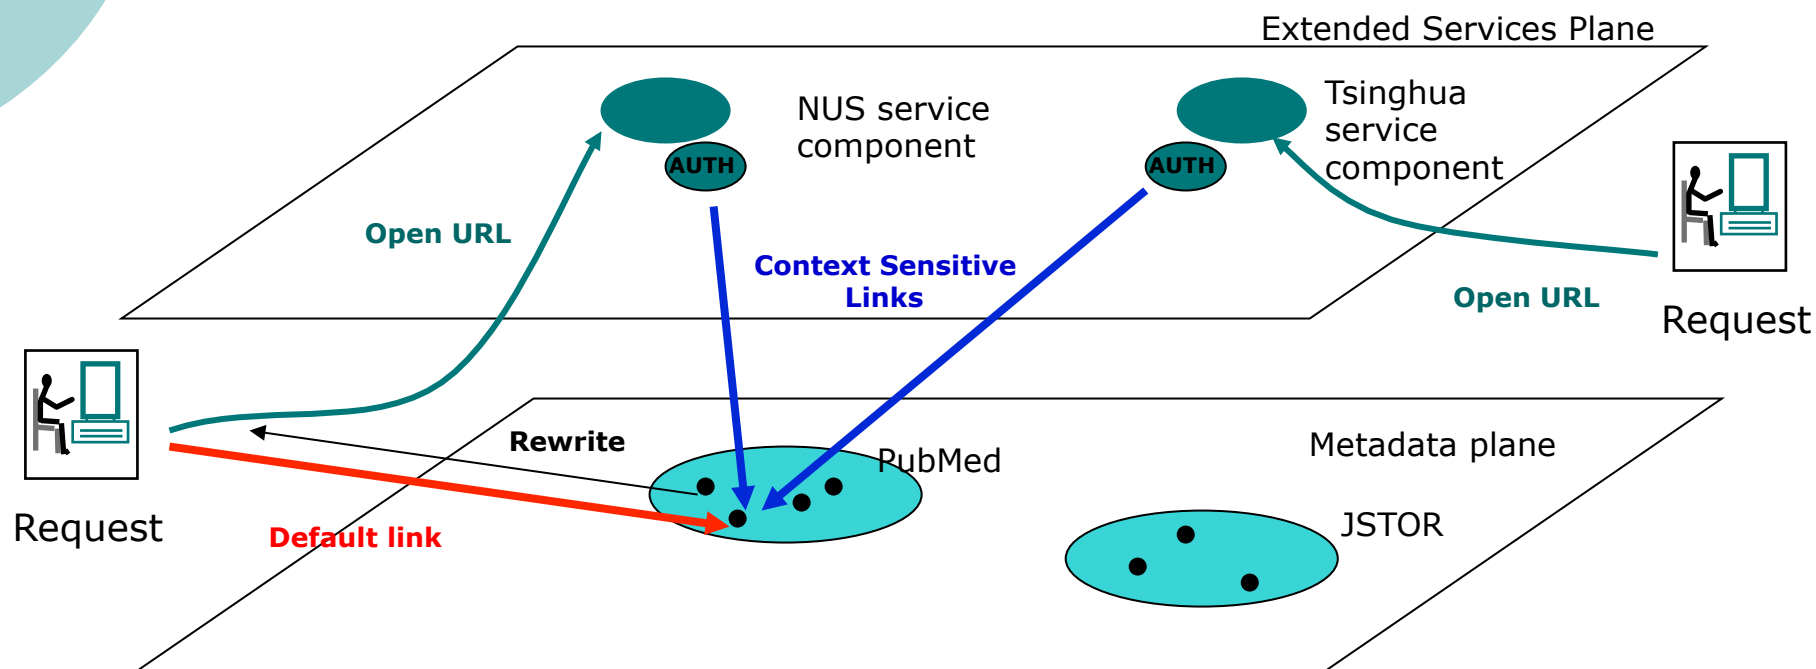 Extended Services Plane
NUS service
component
Tsinghua
service
component
AUTH
AUTH
Open URL
Context Sensitive
Links
Open URL
Request
Rewrite
PubMed
Metadata plane
Request
Default link
JSTOR